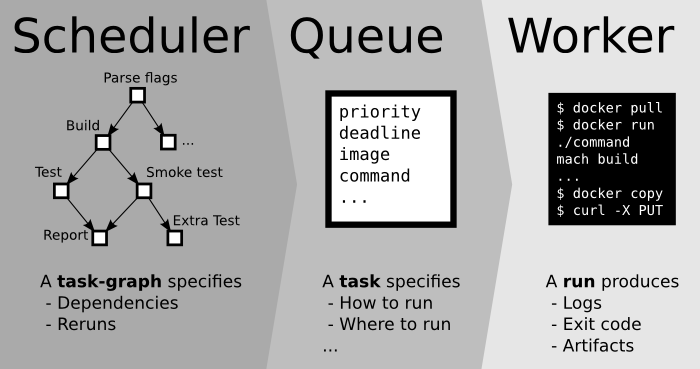 Scheduler
Parse flags
Build
...
Test
Smoke test
Extra Test
Report
A task-graph specifies
- Dependencies
- Reruns
Queue
priority
deadline
image
command
...
A task specifies
- How to run
- Where to run
...
Worker
$ docker pull
$ docker run
./command
mach build
...
$ docker copy
$ curl -X PUT
A run produces
- Logs
- Exit code
- Artifacts